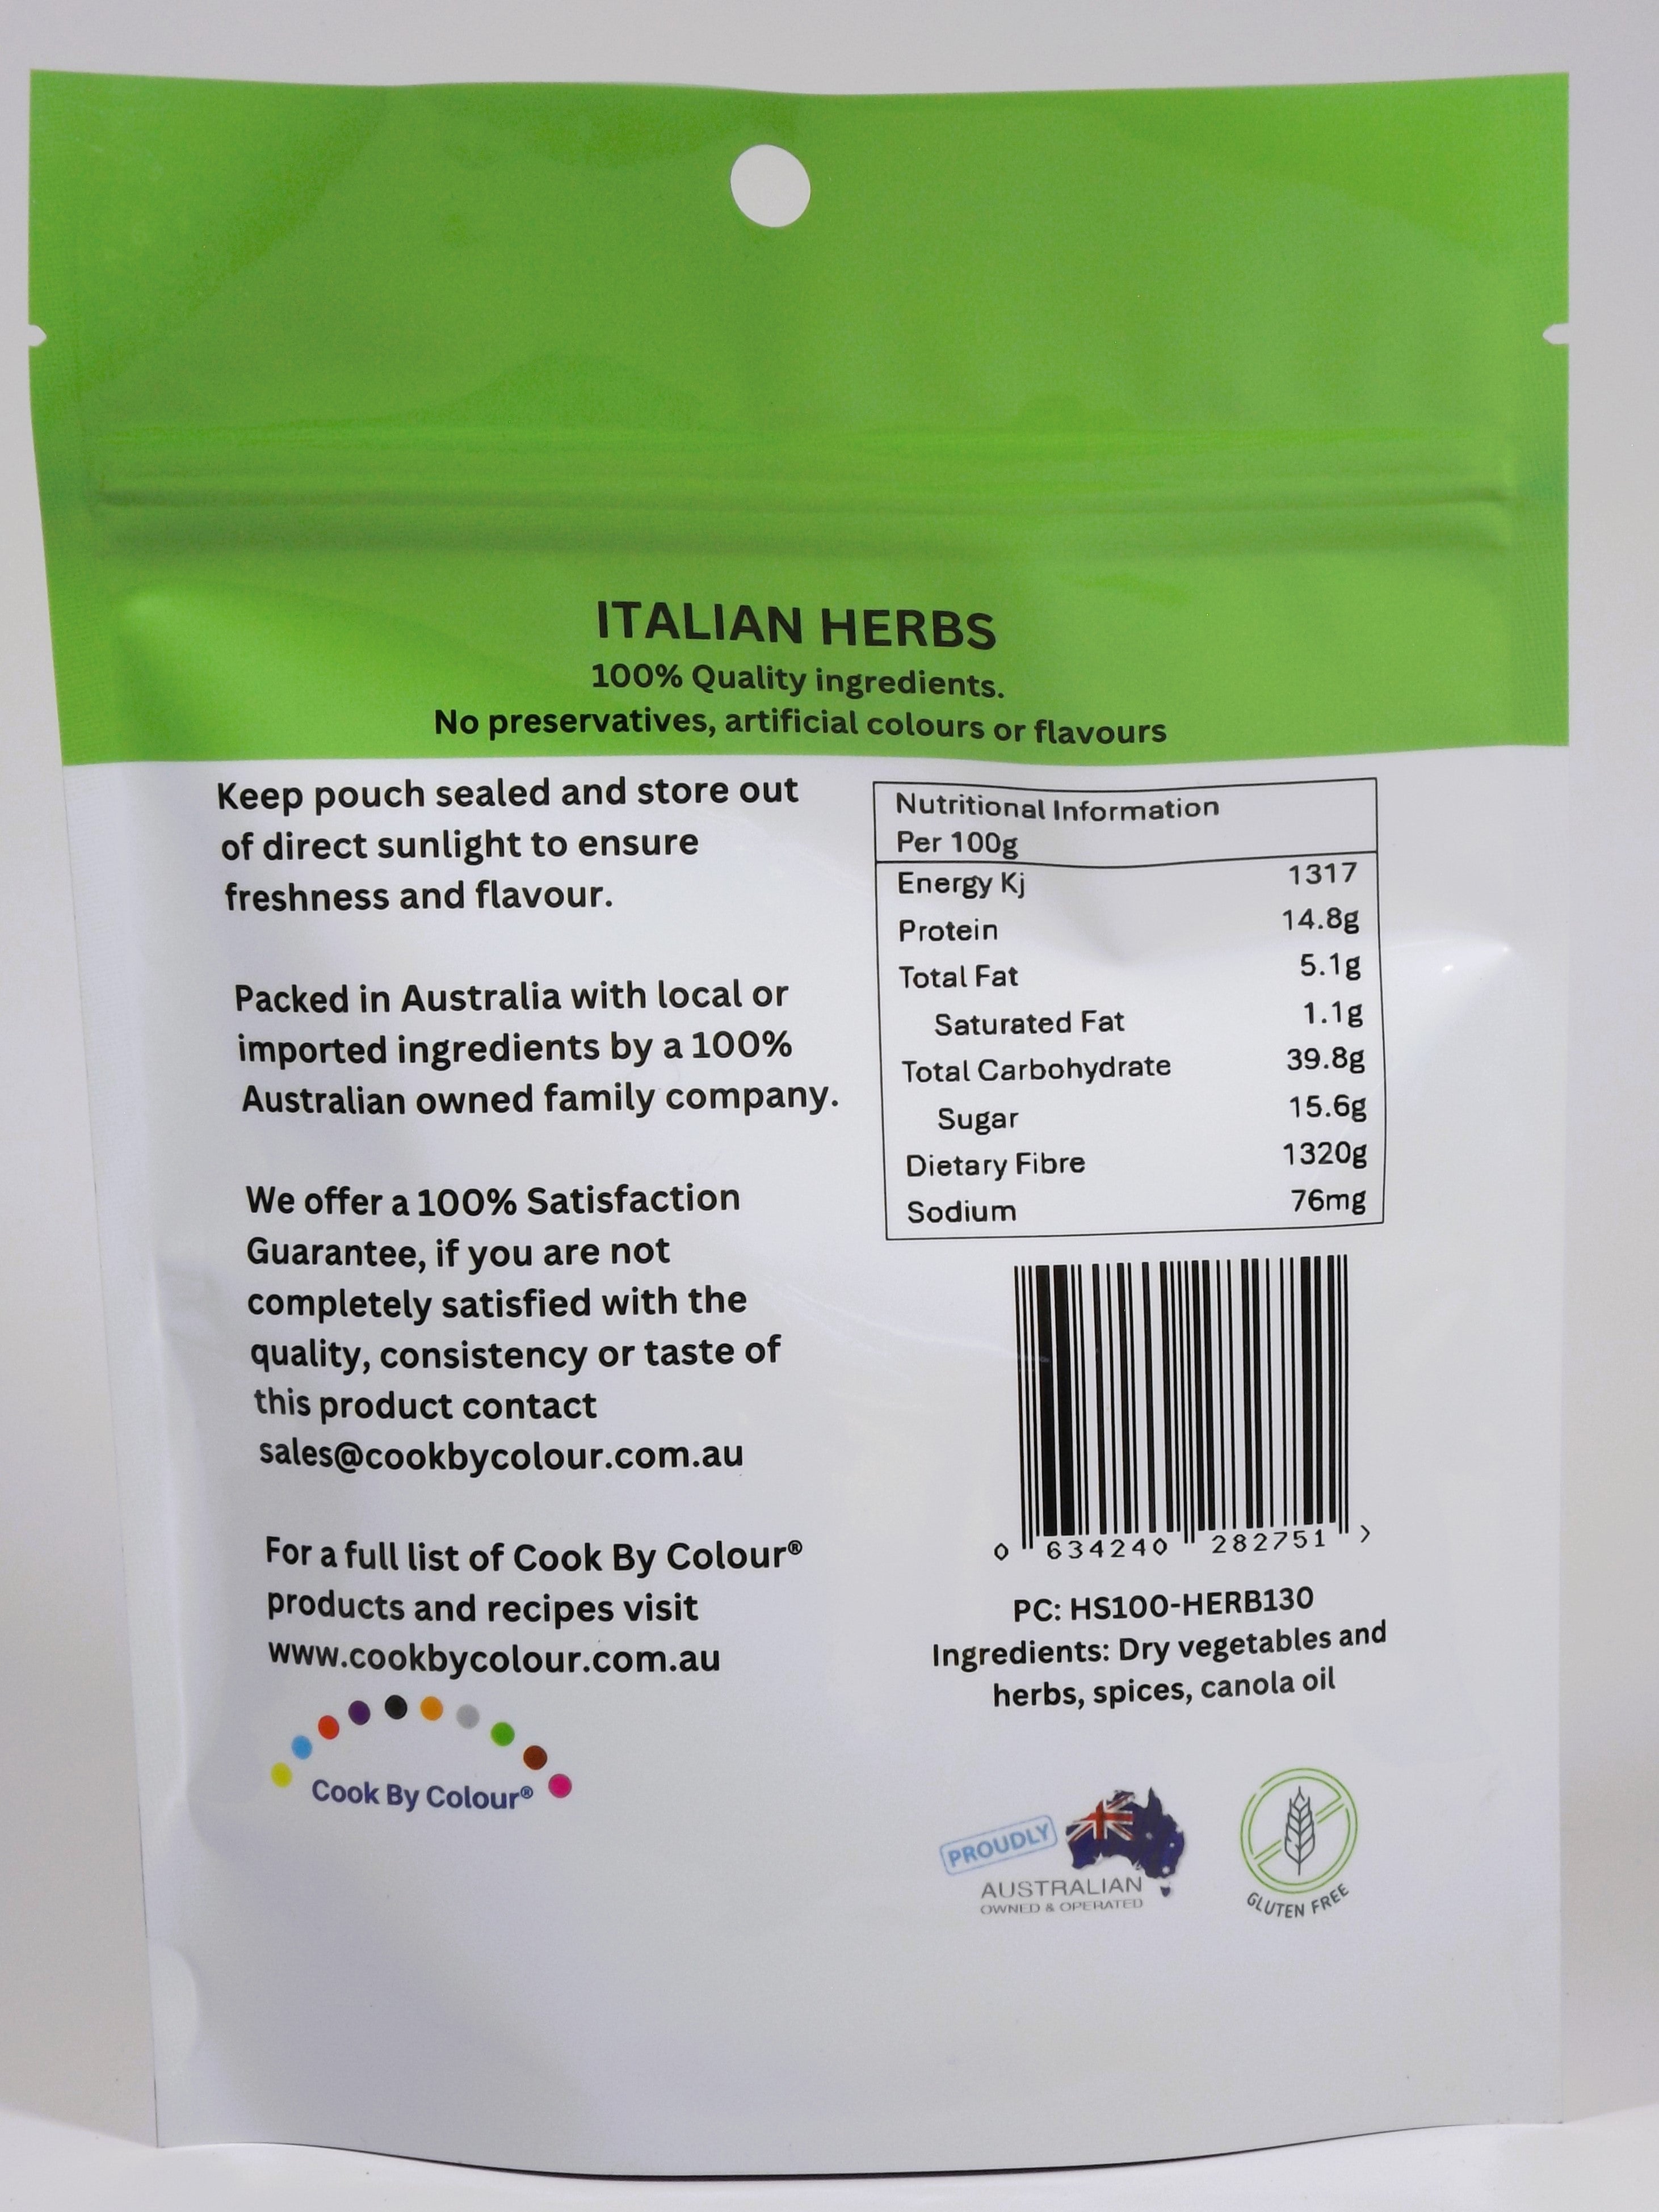 ITALIAN HERBS
100% Quality ingredients.
No preservatives, artificial colours or flavours
Keep pouch sealed and store out
of direct sunlight to ensure
freshness and flavour.
Packed in Australia with local or
imported ingredients by a 100%
Australian owned family company.
We offer a 100% Satisfaction
Guarantee, if you are not
completely satisfied with the
quality, consistency or taste of
this product contact
sales@cookbycolour.com.au
For a full list of Cook By Colour®
products and recipes visit
www.cookbycolour.com.au
Cook By Colour®
Nutritional Information
Per 100g
Energy Kj 1317
Protein 14.8g
Total Fat 5.1g
Saturated Fat 1.1g
Total Carbohydrate 39.8g
Sugar 15.6g
Dietary Fibre 1320g
Sodium 76mg
0 634240 282751 >
PC: HS100-HERB130
Ingredients: Dry vegetables and
herbs, spices, canola oil
PROUDLY
AUSTRALIAN
OWNED & OPERATED
GLUTEN FREE